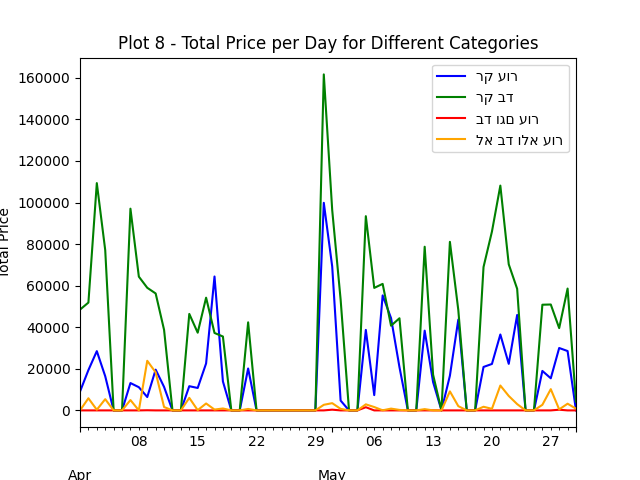 Plot 8 - Total Price per Day for Different Categories
רק עור
רק בד
בד וגם עור
לא בד ולא עור
Total Price
160000
140000
120000
100000
80000
60000
40000
20000
0
08 15 22 29 06 13 20 27
Apr May